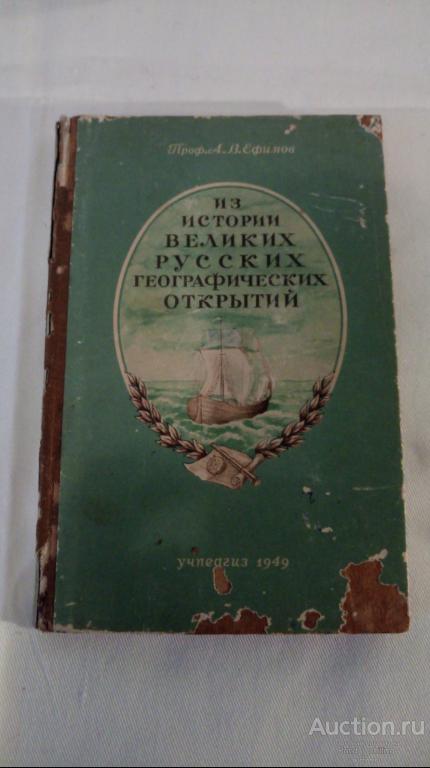 Проф. А. В. Ефимов
ИЗ
ИСТОРИИ
ВЕЛИКИХ
РУССКИХ
ГЕОГРАФИЧЕСКИХ
ОТКРЫТИЙ
УЧПЕДГИЗ 1949
Auction.ru